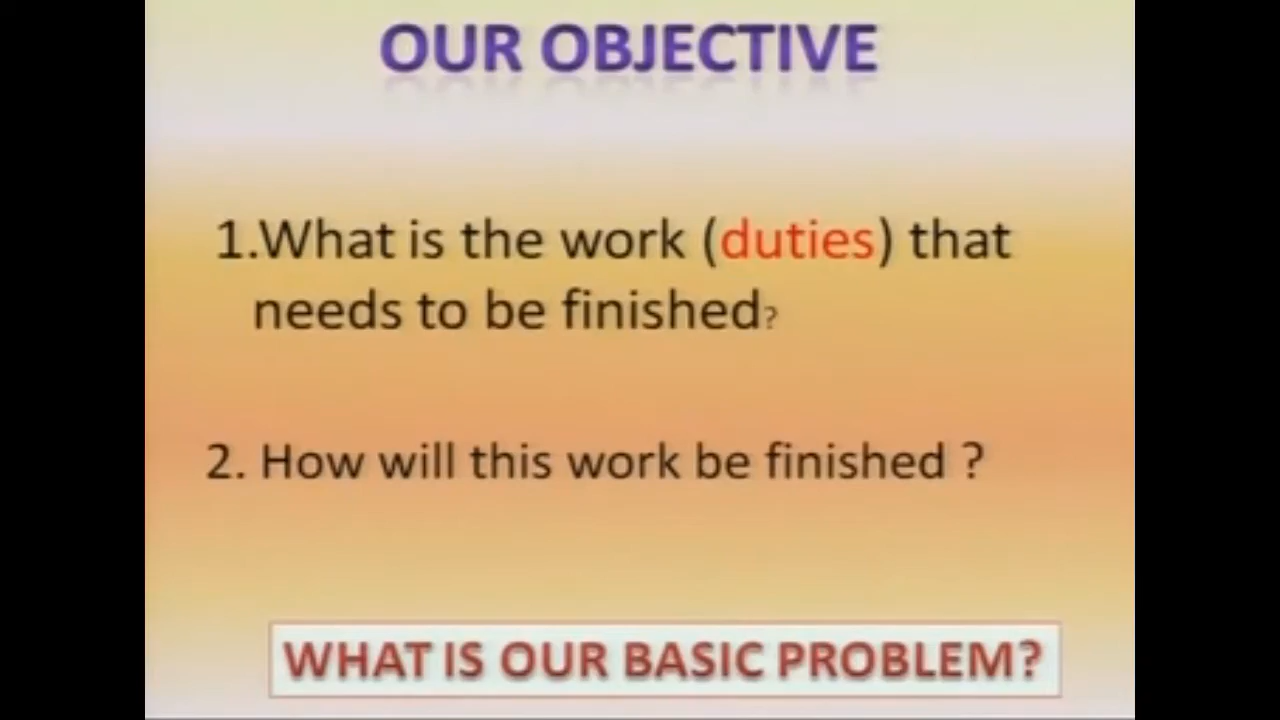 OUR OBJECTIVE
1.What is the work (duties) that
needs to be finished?
2. How will this work be finished ?
WHAT IS OUR BASIC PROBLEM?